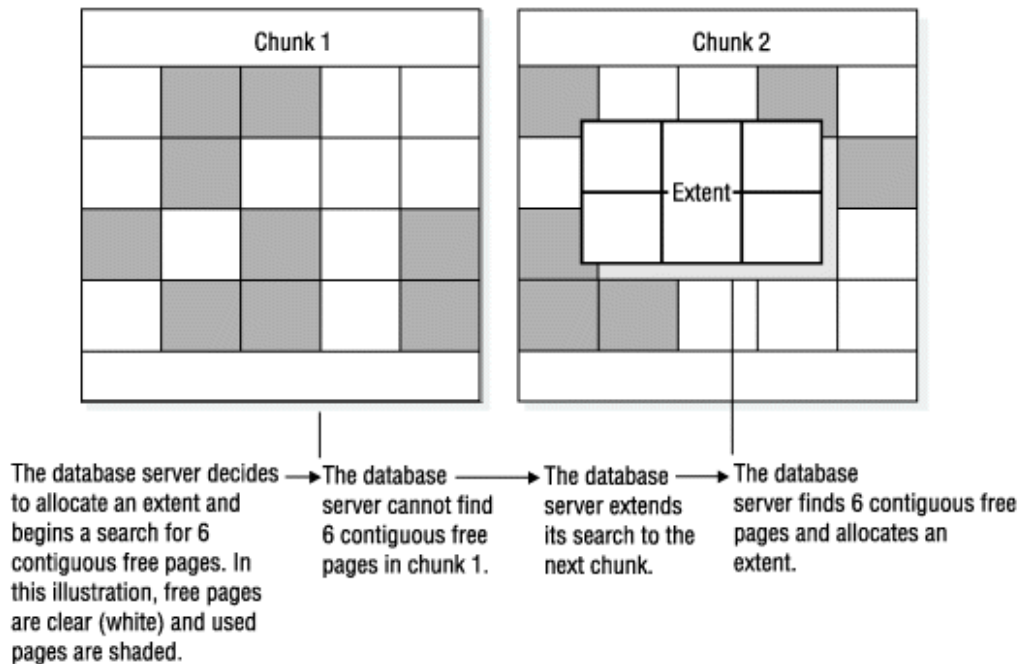 Chunk 1
Chunk 2
Extent
The database server decides
to allocate an extent and
begins a search for 6
contiguous free pages. In
this illustration, free pages
are clear (white) and used
pages are shaded.
The database
server cannot find
6 contiguous free
pages in chunk 1.
The database
server extends
its search to the
next chunk.
The database
server finds 6 contiguous free
pages and allocates an
extent.